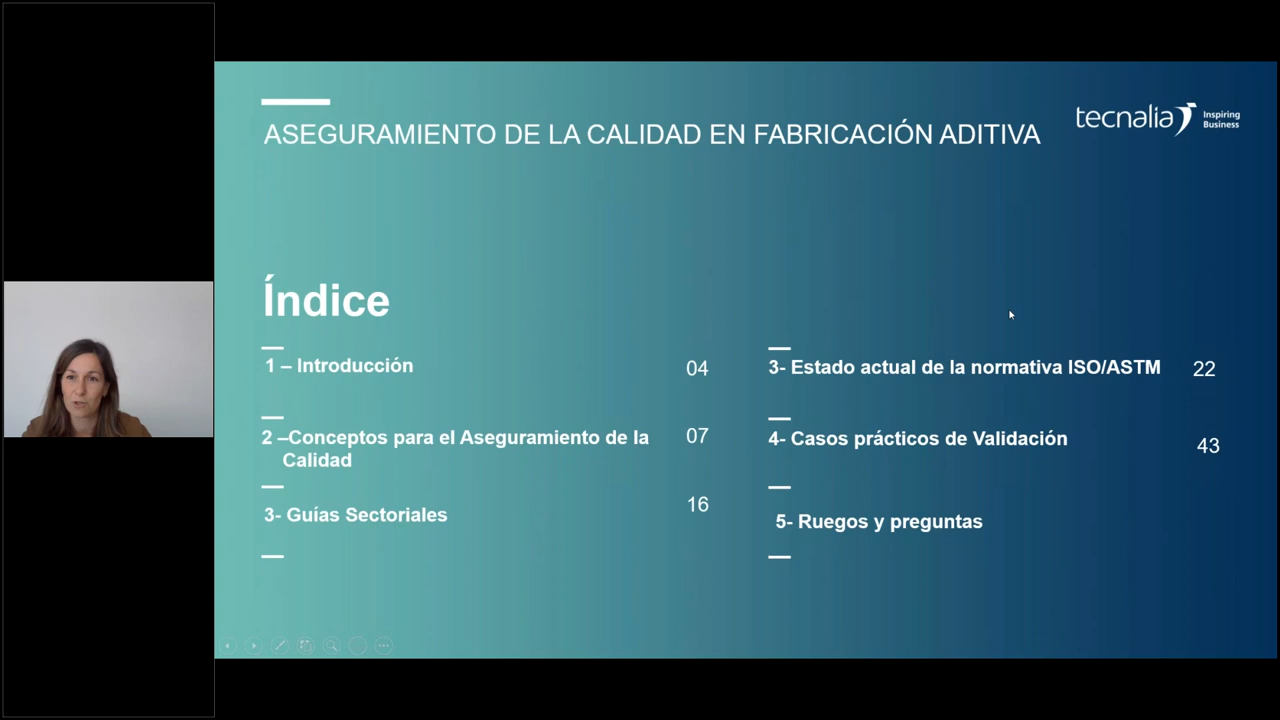 ASEGURAMIENTO DE LA CALIDAD EN FABRICACIÓN ADITIVA
tecnalia Inspiring
Business
Índice
1 – Introducción 04
2 –Conceptos para el Aseguramiento de la 07
Calidad
3- Guías Sectoriales 16
3- Estado actual de la normativa ISO/ASTM 22
4- Casos prácticos de Validación 43
5- Ruegos y preguntas